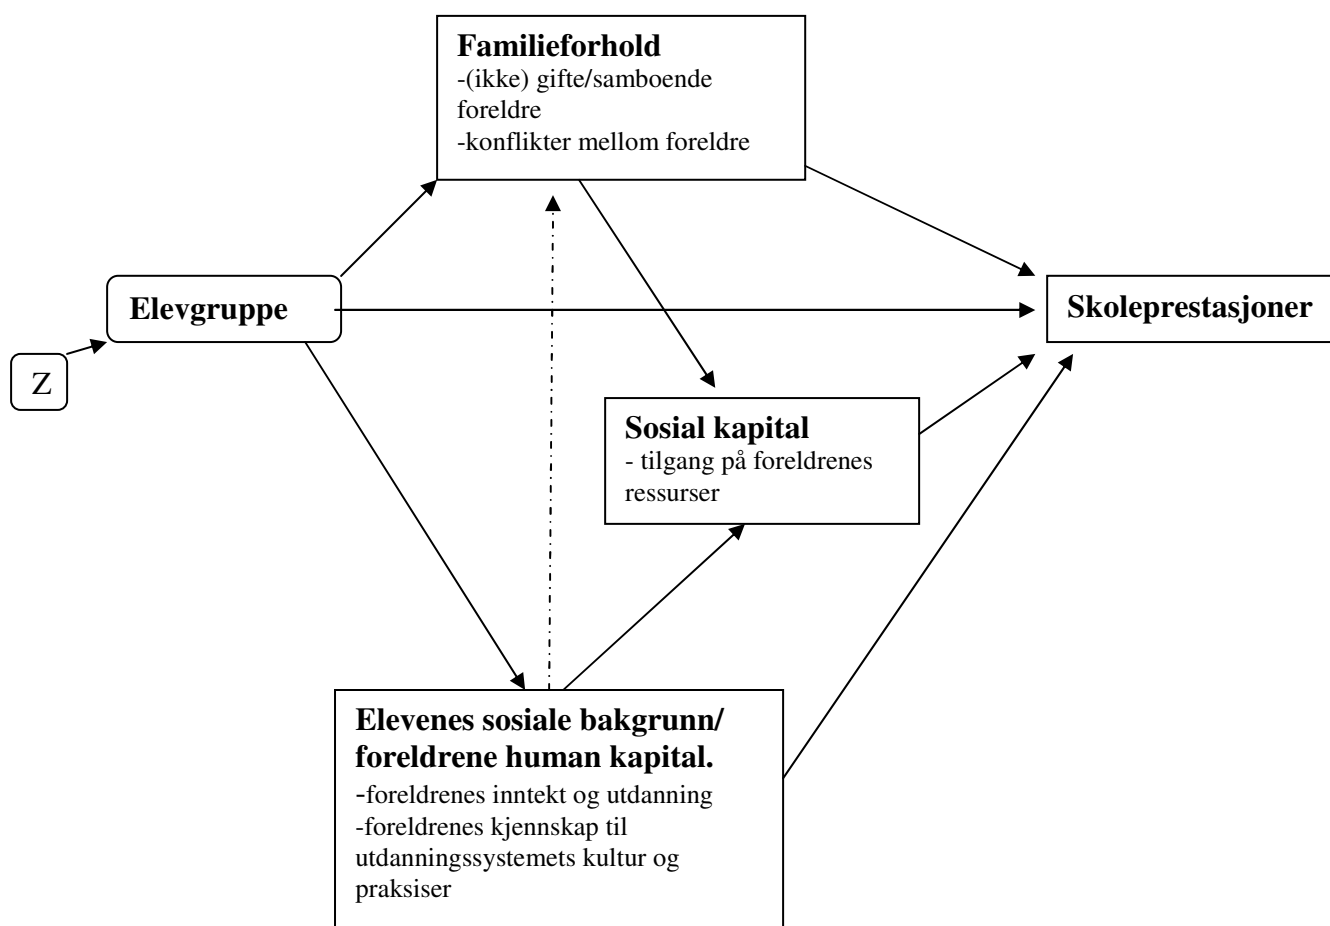 Familieforhold
-(ikke) gifte/samboende
foreldre
-konflikter mellom foreldre
Elevgruppe
Skoleprestasjoner
Z
Sosial kapital
- tilgang på foreldrenes
ressurser
Elevenes sosiale bakgrunn/
foreldrene human kapital.
-foreldrenes inntekt og utdanning
-foreldrenes kjennskap til
utdanningssystemets kultur og
praksiser